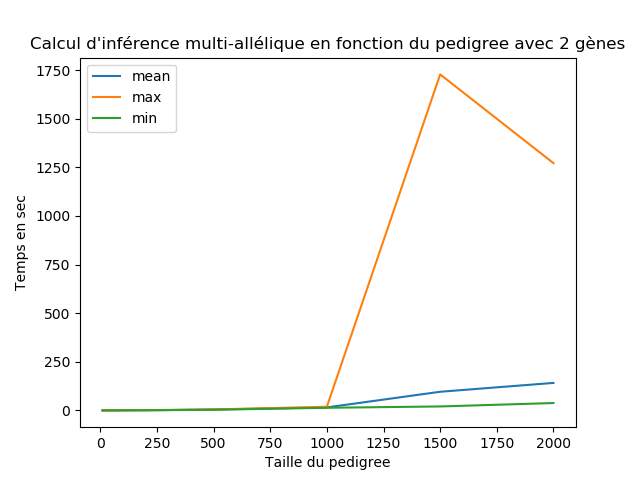 Calcul d'inférence multi-allélique en fonction du pedigree avec 2 gènes
mean
max
min
Temps en sec
1750
1500
1250
1000
750
500
250
0
0 250 500 750 1000 1250 1500 1750 2000
Taille du pedigree